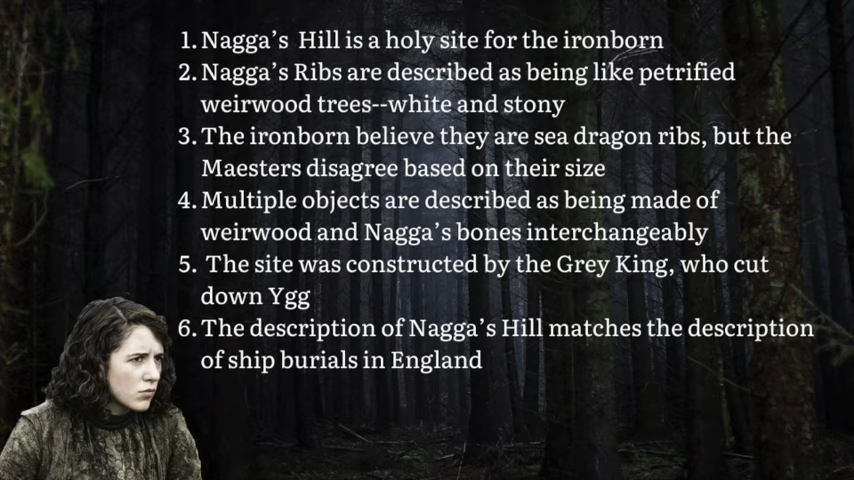 1. Nagga's Hill is a holy site for the ironborn
2. Nagga's Ribs are described as being like petrified
weirwood trees--white and stony
3. The ironborn believe they are sea dragon ribs, but the
Maesters disagree based on their size
4. Multiple objects are described as being made of
weirwood and Nagga's bones interchangeably
5. The site was constructed by the Grey King, who cut
down Ygg
6. The description of Nagga's Hill matches the description
of ship burials in England